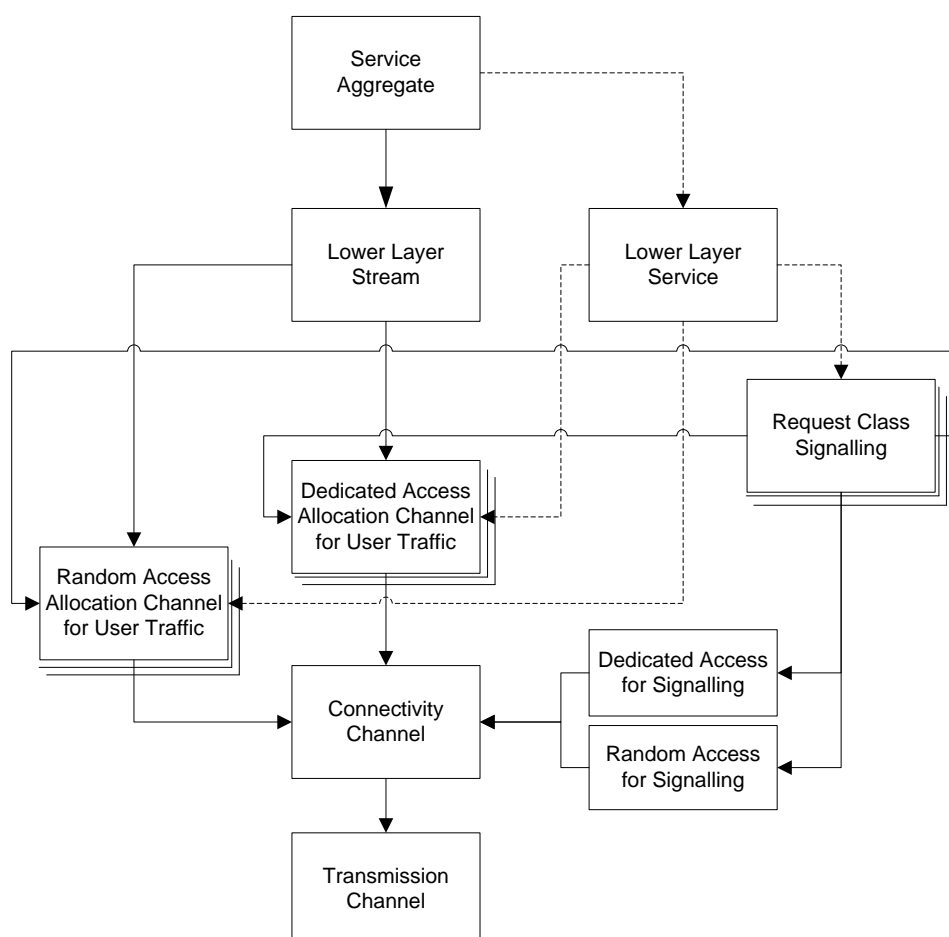 Service
Aggregate
Lower Layer
Stream
Lower Layer
Service
Request Class
Signalling
Dedicated Access
Allocation Channel
for User Traffic
Random Access
Allocation Channel
for User Traffic
Dedicated Access
for Signalling
Connectivity
Channel
Random Access
for Signalling
Transmission
Channel